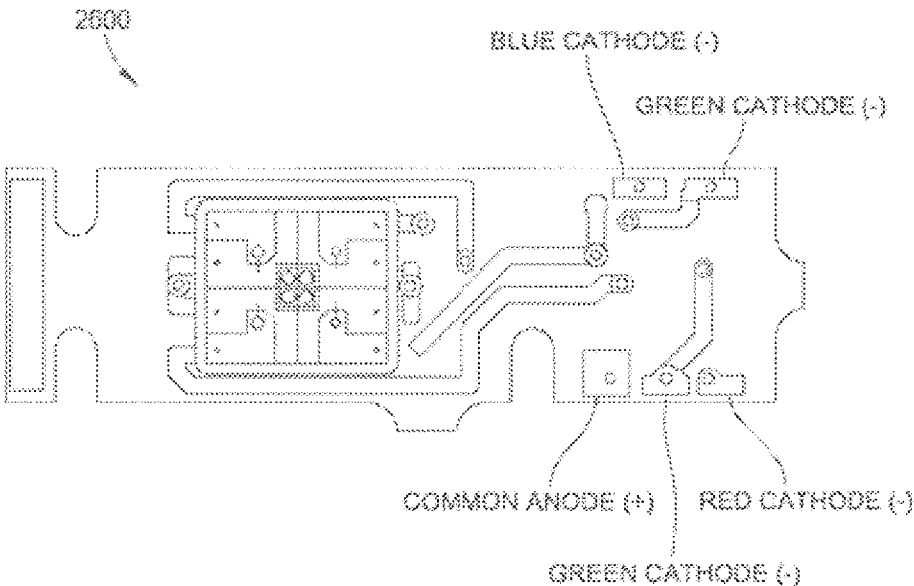 2600
BLUE CATHODE (-)
GREEN CATHODE (-)
COMMON ANODE (+)
RED CATHODE (-)
GREEN CATHODE (-)